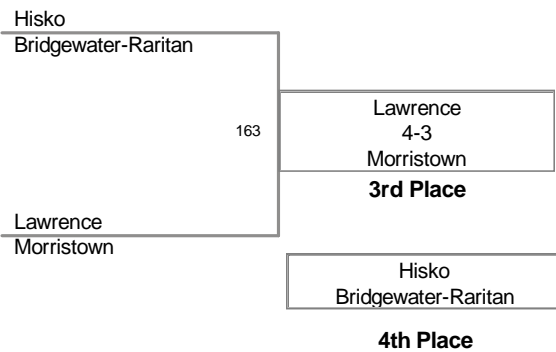 Hisko
Bridgewater-Raritan
163
Lawrence
4-3
Morristown
3rd Place
Lawrence
Morristown
Hisko
Bridgewater-Raritan
4th Place